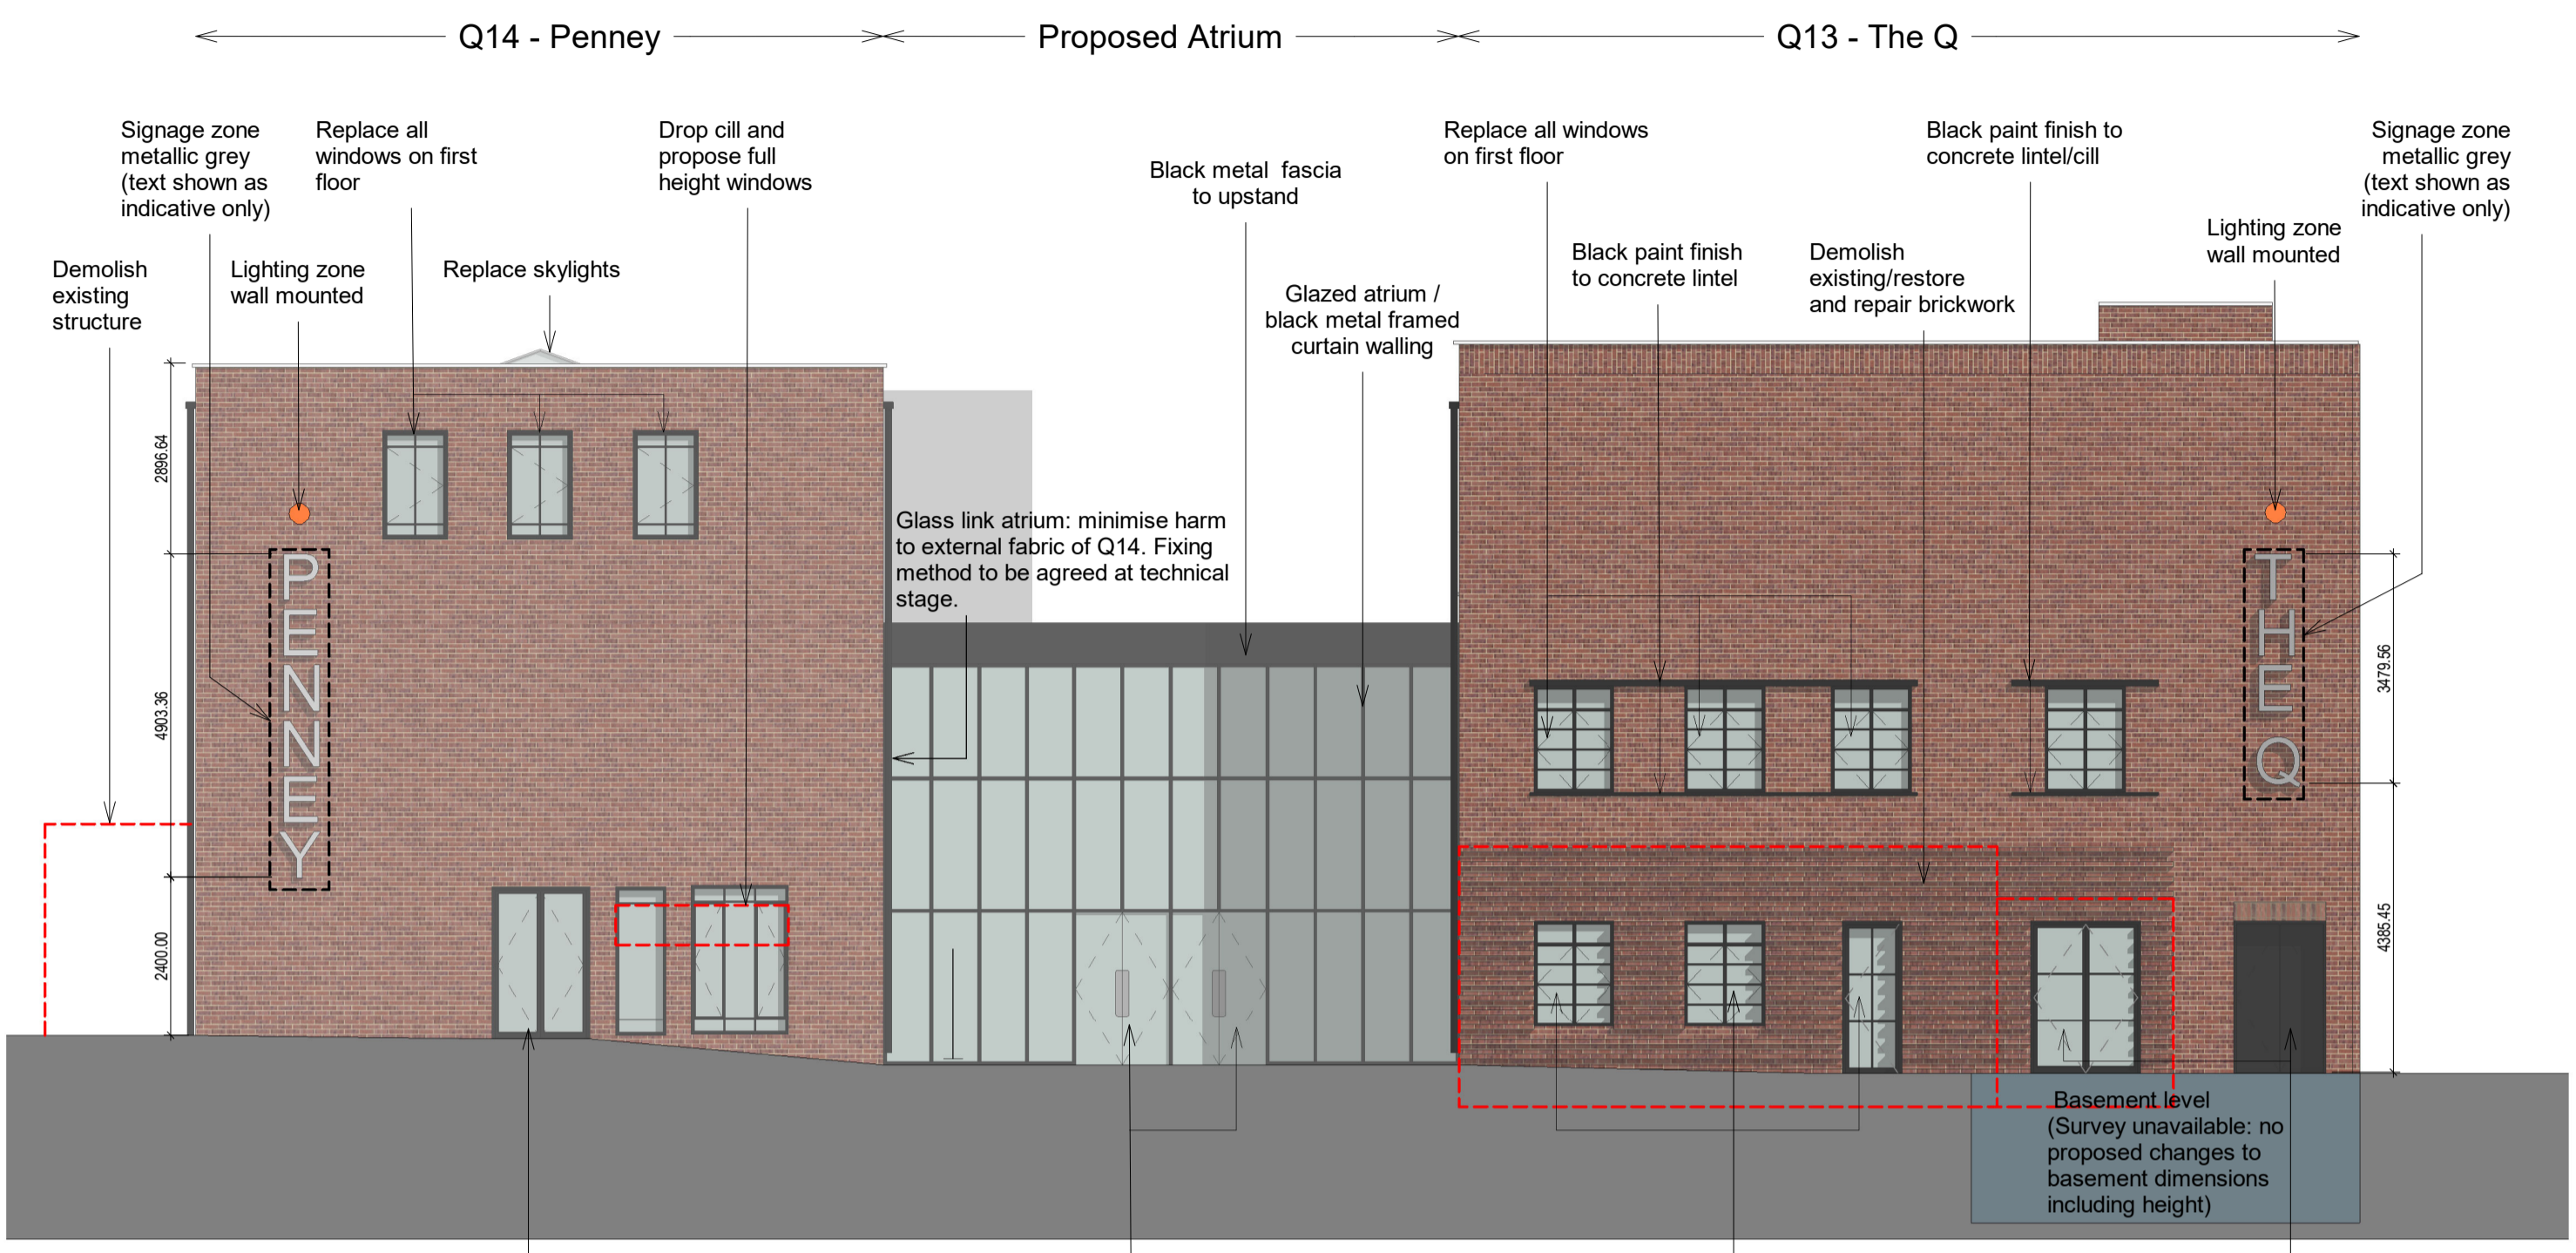 Q14 - Penney
Proposed Atrium
Q13 - The Q
Signage zone
metallic grey
(text shown as
indicative only)
Replace all
windows on first
floor
Drop cill and
propose full
height windows
Black metal fascia
to upstand
Replace all windows
on first floor
Black paint finish to
concrete lintel/cill
Signage zone
metallic grey
(text shown as
indicative only)
Demolish
existing
structure
Lighting zone
wall mounted
Replace skylights
Glazed atrium /
black metal framed
curtain walling
Black paint finish
to concrete lintel
Demolish
existing/restore
and repair brickwork
Lighting zone
wall mounted
2896.64
4903.36
2400.00
PENNEY
Glass link atrium: minimise harm
to external fabric of Q14. Fixing
method to be agreed at technical
stage.
THE Q
3479.56
4385.45
Basement level
(Survey unavailable: no
proposed changes to
basement dimensions
including height)